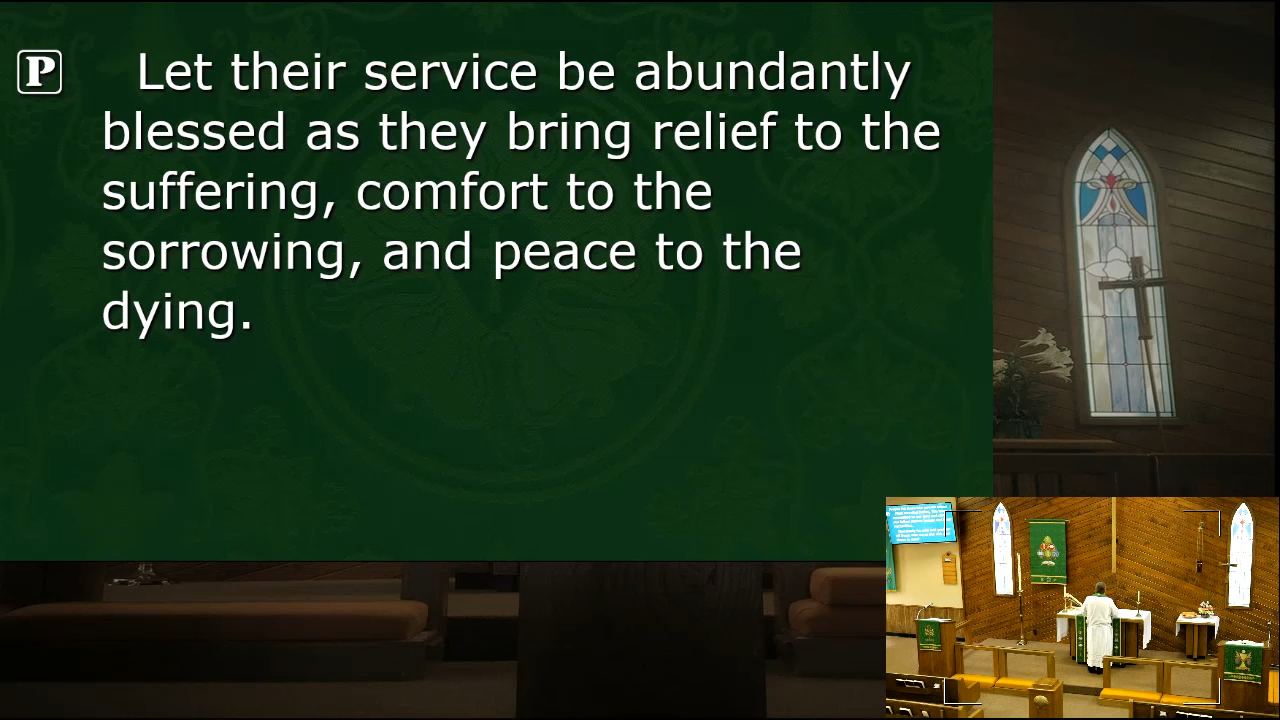 P Let their service be abundantly
blessed as they bring relief to the
suffering, comfort to the
sorrowing, and peace to the
dying.